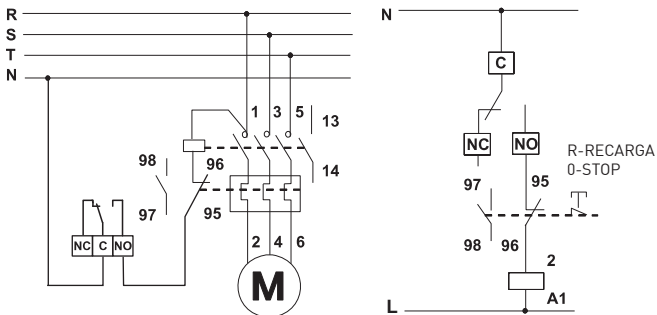 R
S
T
N
1 3 5 13
98 96 14
97 95
NC C NO
2 4 6
M
N
C
NC NO
R-RECARGA
0-STOP
97 95
98 96
2
A1
L